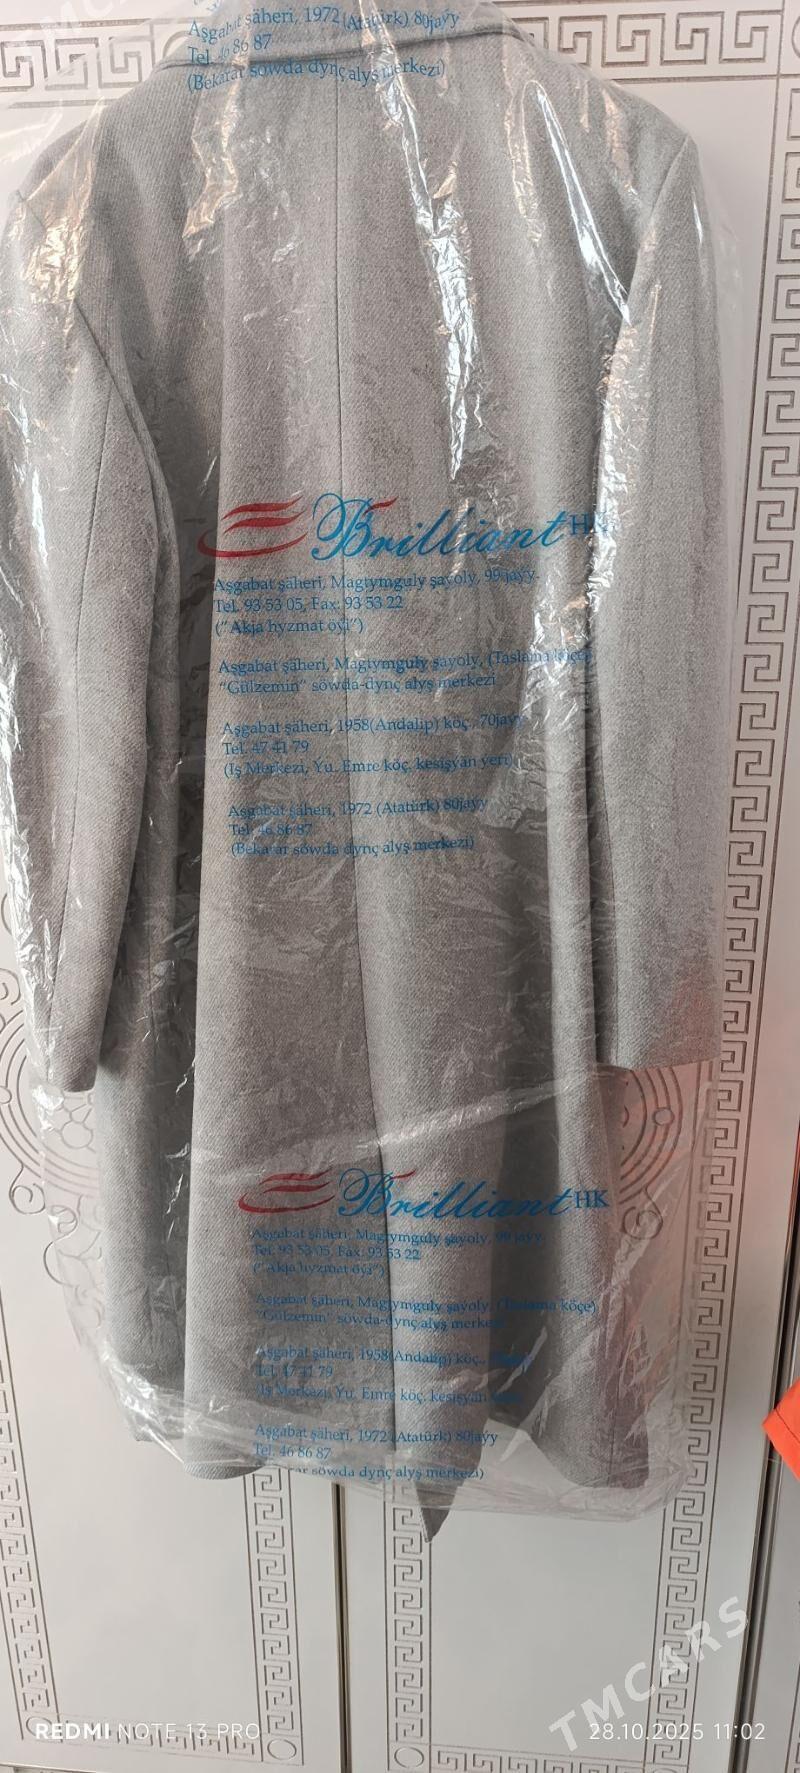 Aşgabat şäheri, 1972 (Atatürk) 80jaýy
Tel. 46 86 87
(Bekarar söwda dynç alyş merkezi)
Brilliant HK
Aşgabat şäheri, Magtymguly şaýoly, 99 jaýy.
Tel. 93 53 05, Fax: 93 53 22
("Akja hyzmat öýi")
Aşgabat şäheri, Magtymguly şaýoly, (Taslama köçe)
"Gülzemin" söwda-dynç alyş merkezi
Aşgabat şäheri, 1958(Andalip) köç., 70jaýy
Tel. 47 41 79
(Iş Merkezi, Yu. Emre köç. kesişýän ýeri)
Aşgabat şäheri, 1972 (Atatürk) 80jaýy
Tel. 46 86 87
(Bekarar söwda dynç alyş merkezi)
Brilliant HK
Aşgabat şäheri, Magtymguly şaýoly, 99 jaýy.
Tel. 93 53 05, Fax: 93 53 22
("Akja hyzmat öýi")
Aşgabat şäheri, Magtymguly şaýoly, (Taslama köçe)
"Gülzemin" söwda-dynç alyş merkezi
Aşgabat şäheri, 1958(Andalip) köç.,
Tel. 47 41 79
(Iş Merkezi, Yu. Emre köç. kesişýän
Aşgabat şäheri, 1972 (Atatürk) 80jaýy
Tel. 46 86 87
söwda dynç alyş merkezi)
TMCARS
REDMI NOTE 13 PRO
28.10.2025 11:02